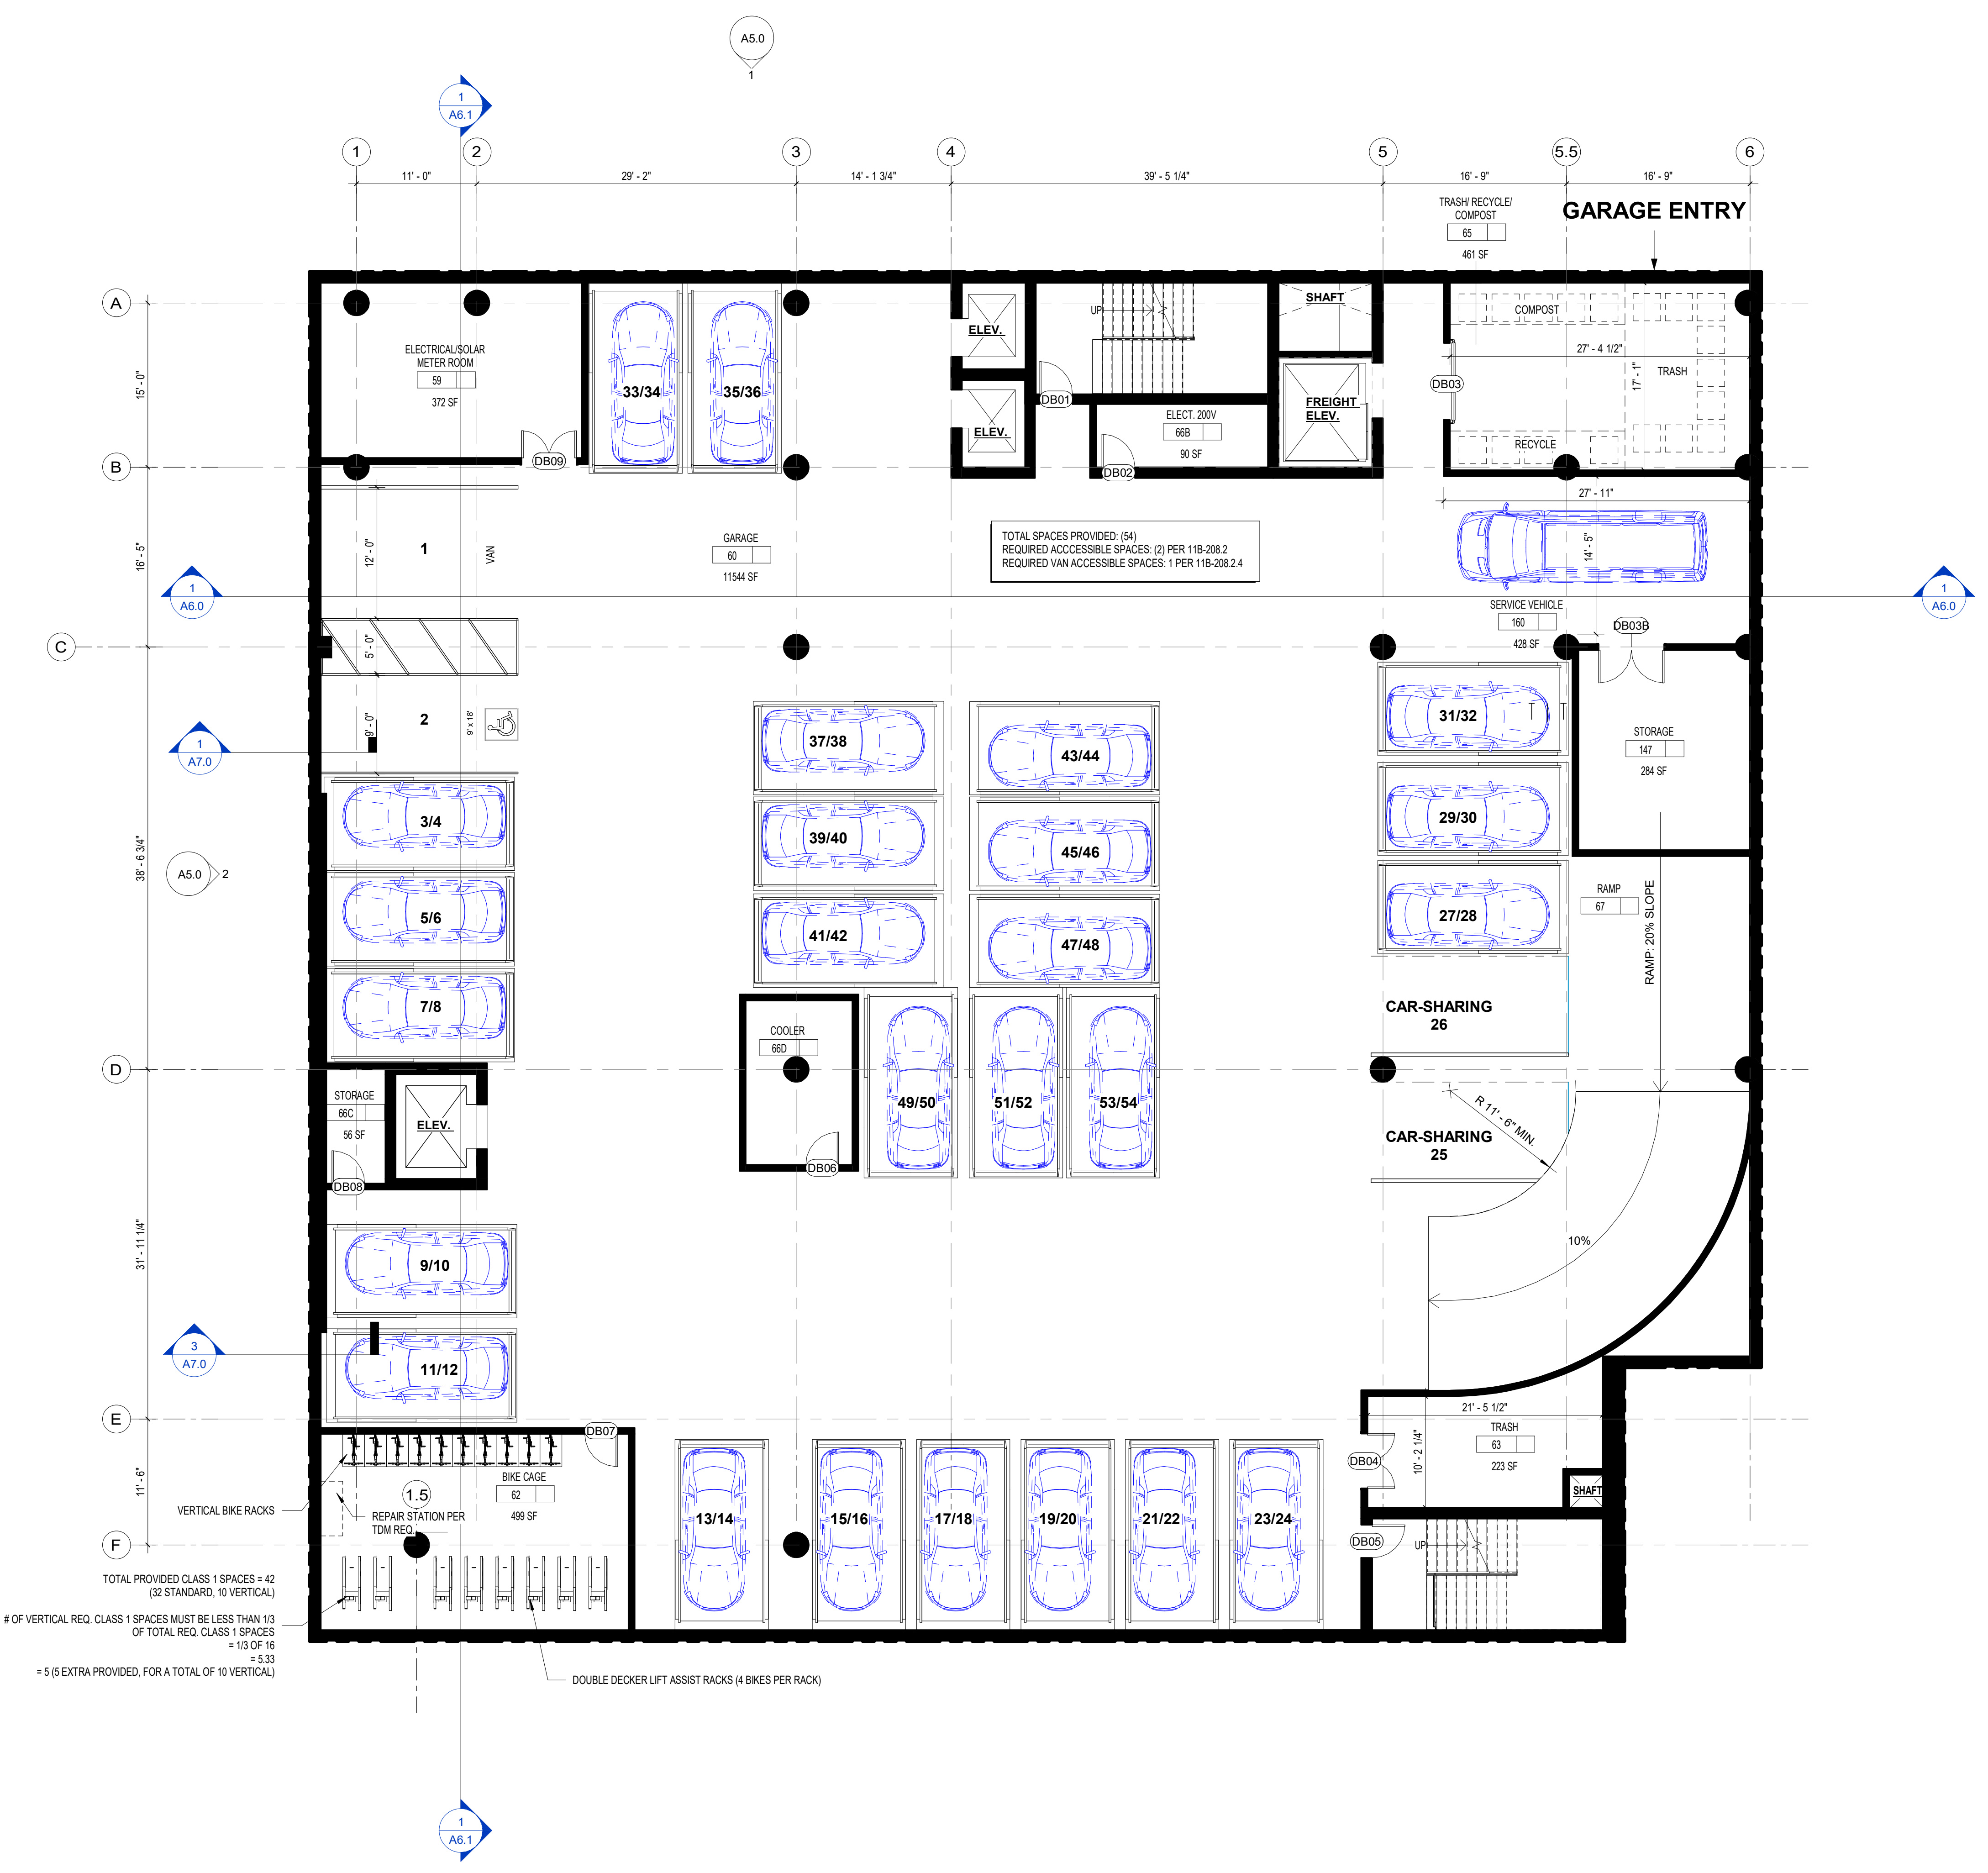 A5.0
1
1
A6.1
1
2
3
4
5
5.5
6
11' - 0"
29' - 2"
14' - 1 3/4"
39' - 5 1/4"
16' - 9"
16' - 9"
TRASH/ RECYCLE/
COMPOST
65
461 SF
GARAGE ENTRY
A
B
C
D
E
F
15' - 0"
16' - 5"
38' - 6 3/4"
31' - 11 1/4"
11' - 6"
ELECTRICAL/SOLAR
METER ROOM
59
372 SF
DB09
33/34
35/36
ELEV.
ELEV.
UP
DB01
SHAFT
FREIGHT
ELEV.
ELECT. 200V
66B
90 SF
DB02
DB03
COMPOST
27' - 4 1/2"
17' - 1"
TRASH
RECYCLE
27' - 11"
14' - 5"
12' - 0"
1
VAN
GARAGE
60
11544 SF
TOTAL SPACES PROVIDED: (54)
REQUIRED ACCCESSIBLE SPACES: (2) PER 11B-208.2
REQUIRED VAN ACCESSIBLE SPACES: 1 PER 11B-208.2.4
1
A6.0
1
A6.0
SERVICE VEHICLE
160
428 SF
DB03B
5' - 0"
9' - 0"
2
9' x 18'
1
A7.0
STORAGE
147
284 SF
31/32
29/30
27/28
37/38
39/40
41/42
43/44
45/46
47/48
3/4
5/6
7/8
A5.0
2
RAMP
67
RAMP: 20% SLOPE
CAR-SHARING
26
CAR-SHARING
25
R 11' - 6" MIN.
10%
COOLER
66D
DB06
49/50
51/52
53/54
STORAGE
66C
56 SF
DB08
ELEV.
9/10
11/12
3
A7.0
DB07
BIKE CAGE
62
499 SF
1.5
VERTICAL BIKE RACKS
REPAIR STATION PER
TDM REQ.
TOTAL PROVIDED CLASS 1 SPACES = 42
(32 STANDARD, 10 VERTICAL)
# OF VERTICAL REQ. CLASS 1 SPACES MUST BE LESS THAN 1/3
OF TOTAL REQ. CLASS 1 SPACES
= 1/3 OF 16
= 5.33
= 5 (5 EXTRA PROVIDED, FOR A TOTAL OF 10 VERTICAL)
DOUBLE DECKER LIFT ASSIST RACKS (4 BIKES PER RACK)
13/14
15/16
17/18
19/20
21/22
23/24
21' - 5 1/2"
10' - 2 1/4"
TRASH
63
223 SF
DB04
SHAFT
DB05
UP
1
A6.1